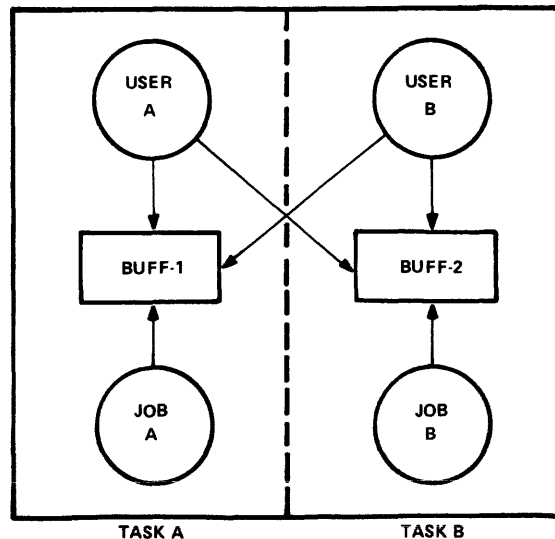 USER
A
USER
B
BUFF-1
BUFF-2
JOB
A
JOB
B
TASK A
TASK B